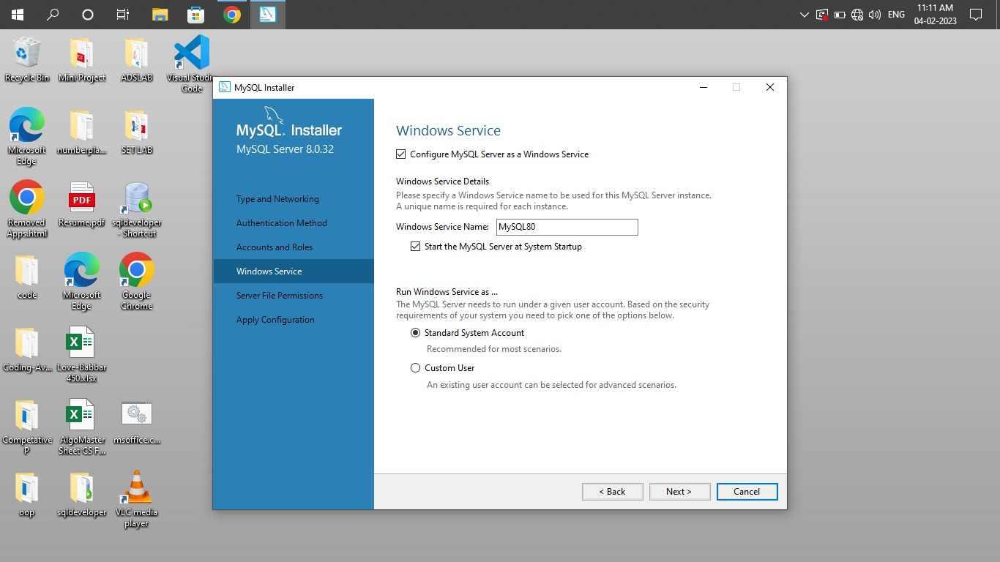 ENG
11:11 AM
04-02-2023
Recycle Bin
Mini Project
ADSLAB
Visual Studi
Code
Microsoft
Edge
numberpla...
SET LAB
Removed
Apps.html
Resume.pdf
sqldeveloper
- Shortcut
code
Microsoft
Edge
Google
Chrome
Coding-Av...
Love-Babbar
450.xlsx
Competative
P
AlgoMaster
Sheet CS F...
msoffice.c...
oop
sqldeveloper
VLC media
player
PDF
MySQL Installer
MySQL. Installer
MySQL Server 8.0.32
Type and Networking
Authentication Method
Accounts and Roles
Windows Service
Server File Permissions
Apply Configuration
Windows Service
Configure MySQL Server as a Windows Service
Windows Service Details
Please specify a Windows Service name to be used for this MySQL Server instance.
A unique name is required for each instance.
Windows Service Name: MySQL80
Start the MySQL Server at System Startup
Run Windows Service as ...
The MySQL Server needs to run under a given user account. Based on the security
requirements of your system you need to pick one of the options below.
Standard System Account
Recommended for most scenarios.
Custom User
An existing user account can be selected for advanced scenarios.
< Back
Next >
Cancel